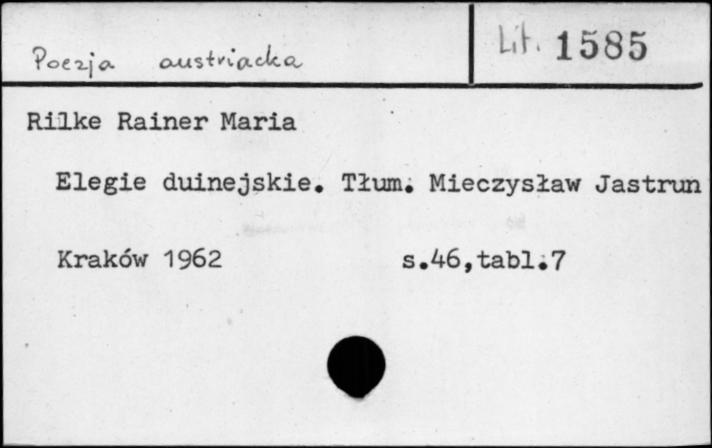 Poezja austriacka
Lit. 1585
Rilke Rainer Maria
Elegie duinejskie. Tłum. Mieczysław Jastrun
Kraków 1962 s.46,tabl.7